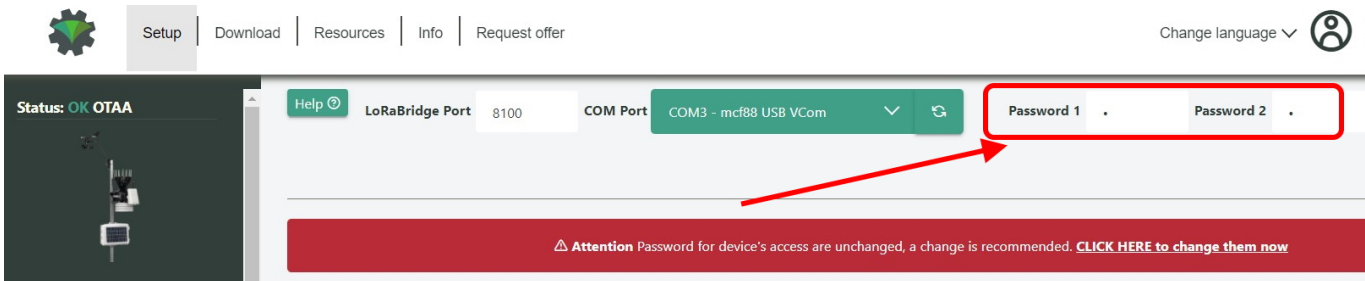 Setup Download Resources Info Request offer Change language
Status: OK OTAA
Help LoRaBridge Port 8100 COM Port COM3 - mcf88 USB VCom Password 1 . Password 2 .
Attention Password for device's access are unchanged, a change is recommended. CLICK HERE to change them now